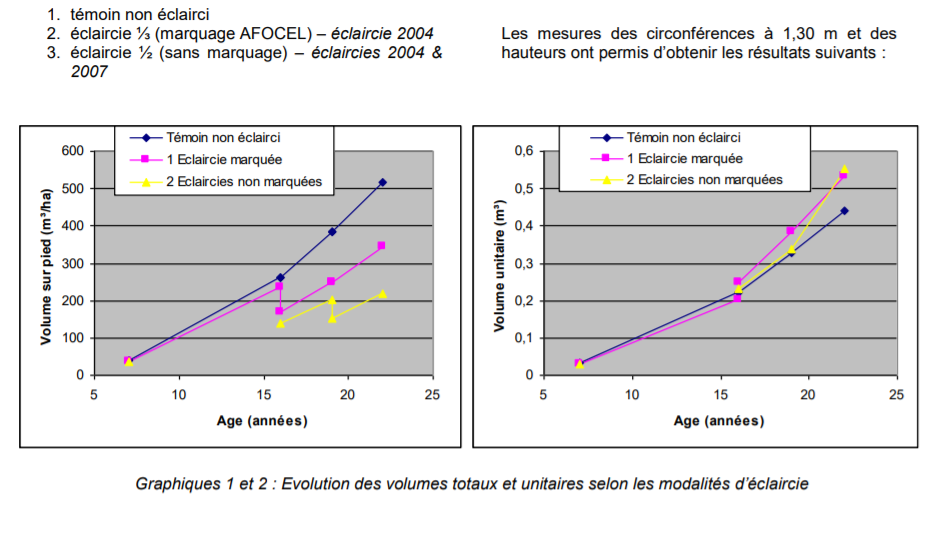 1. témoin non éclairci
2. éclaircie ⅓ (marquage AFOCEL) – éclaircie 2004
3. éclaircie ½ (sans marquage) – éclaircies 2004 &
2007
Les mesures des circonférences à 1,30 m et des
hauteurs ont permis d'obtenir les résultats suivants :
Témoin non éclairci
1 Eclaircie marquée
2 Eclaircies non marquées
600
500
400
300
200
100
0
Volume sur pied (m³/ha)
5 10 15 20 25
Age (années)
Témoin non éclairci
1 Eclaircie marquée
2 Eclaircies non marquées
0,6
0,5
0,4
0,3
0,2
0,1
0
Volume unitaire (m³)
5 10 15 20 25
Age (années)
Graphiques 1 et 2 : Evolution des volumes totaux et unitaires selon les modalités d'éclaircie